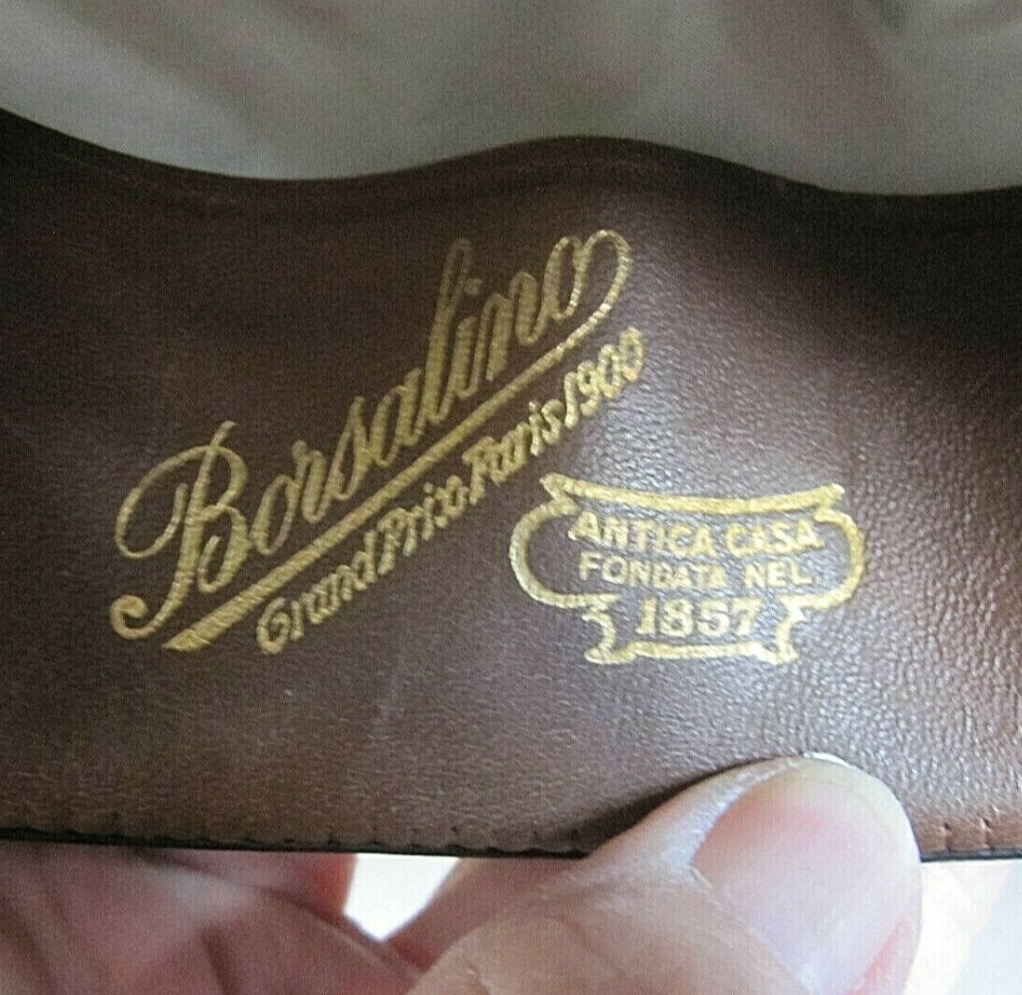 Borsalino
Grand Prix Paris 1900
ANTICA CASA
FONDATA NEL
1857